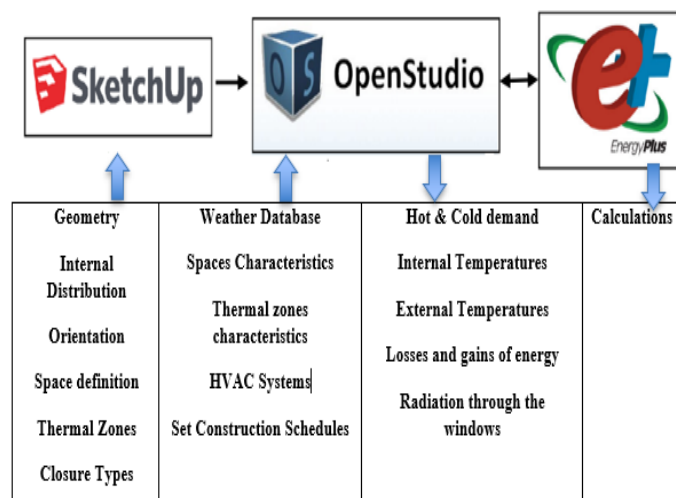 SketchUp
OS
OpenStudio
e+
EnergyPlus
Geometry
Internal
Distribution
Orientation
Space definition
Thermal Zones
Closure Types
Weather Database
Spaces Characteristics
Thermal zones
characteristics
HVAC Systems
Set Construction Schedules
Hot & Cold demand
Internal Temperatures
External Temperatures
Losses and gains of energy
Radiation through the
windows
Calculations